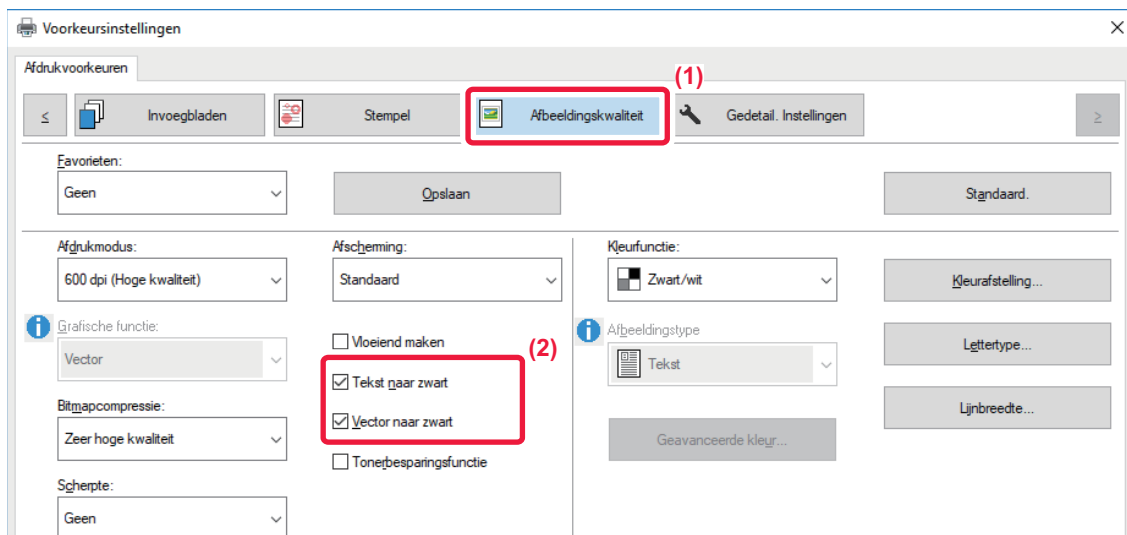 Voorkeursinstellingen
Afdrukvoorkeuren
(1)
< Invoegbladen Stempel Afbeeldingskwaliteit Gedetail. Instellingen >
Favorieten:
Geen Opslaan Standaard.
Afdrukmodus: Afscherming: Kleurfunctie:
600 dpi (Hoge kwaliteit) Standaard Zwart/wit Kleurafstelling...
Grafische functie: Vloeiend maken Afbeeldingstype
(2)
Vector Tekst Lettertype...
Tekst naar zwart
Bitmapcompressie: Vector naar zwart Lijnbreedte...
Zeer hoge kwaliteit Geavanceerde kleur...
Tonerbesparingsfunctie
Scherpte:
Geen